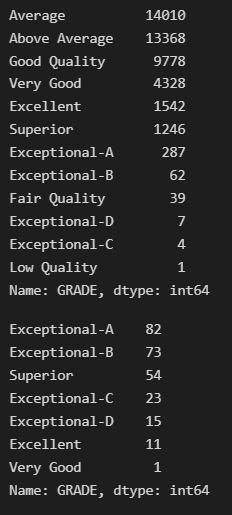 Average 14010
Above Average 13368
Good Quality 9778
Very Good 4328
Excellent 1542
Superior 1246
Exceptional-A 287
Exceptional-B 62
Fair Quality 39
Exceptional-D 7
Exceptional-C 4
Low Quality 1
Name: GRADE, dtype: int64
Exceptional-A 82
Exceptional-B 73
Superior 54
Exceptional-C 23
Exceptional-D 15
Excellent 11
Very Good 1
Name: GRADE, dtype: int64